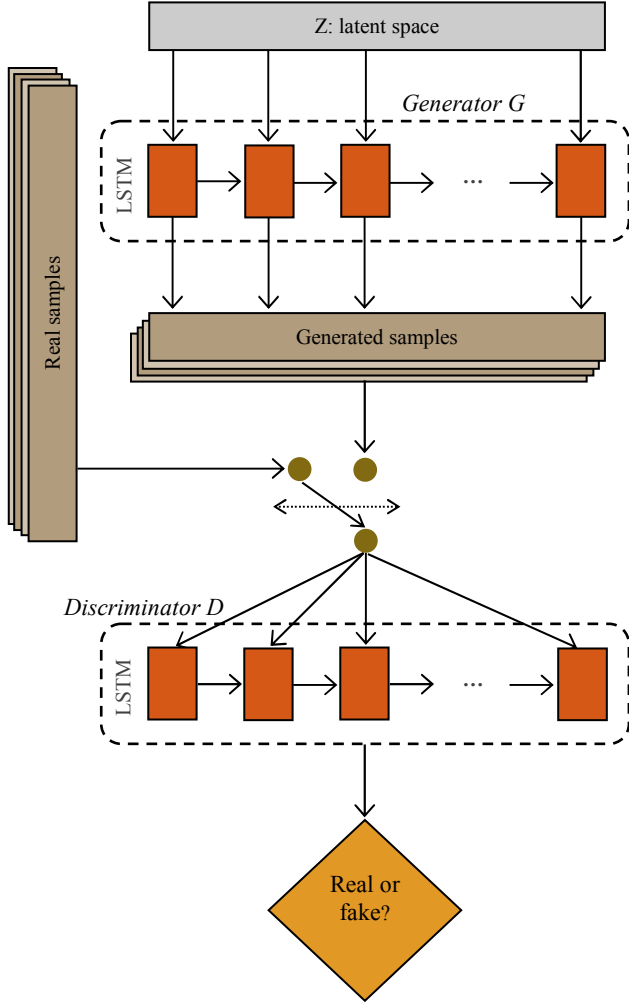 Z: latent space
Generator G
LSTM
...
Real samples
Generated samples
Discriminator D
LSTM
...
Real or
fake?